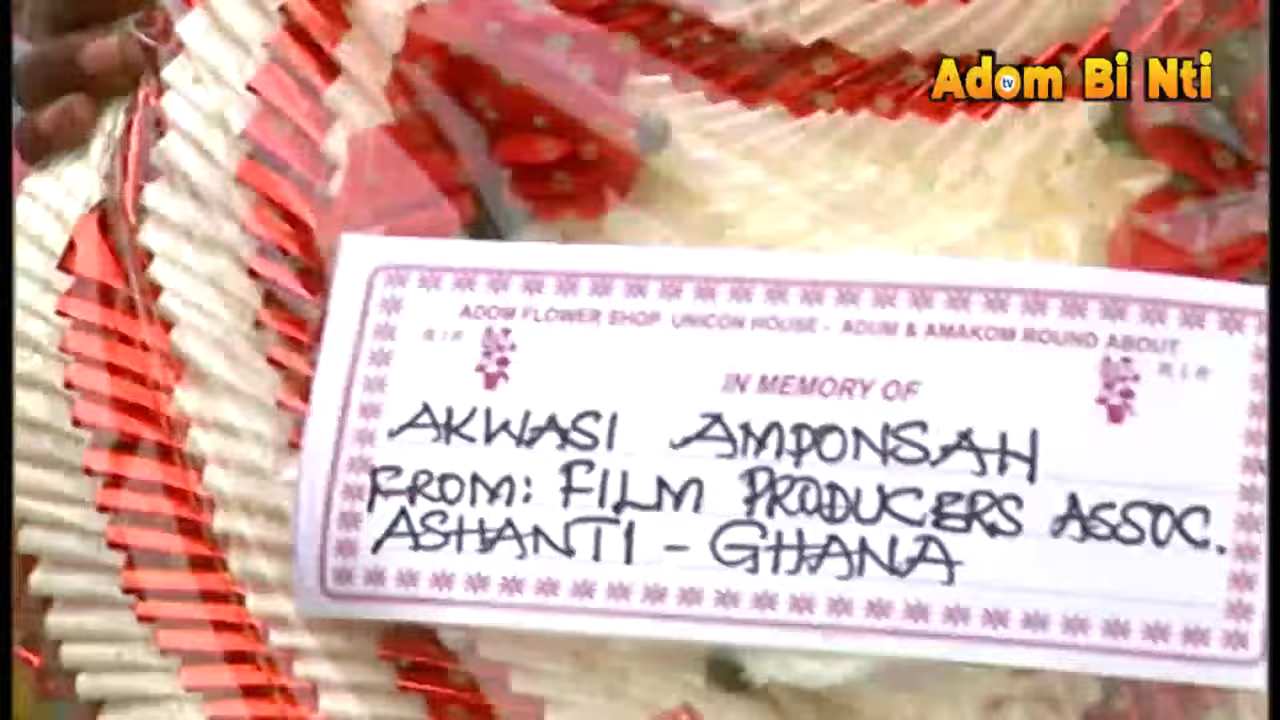 Adom Bi Nti
tv
ADOM FLOWER SHOP, UNICON HOUSE - ADUM & AMAKOM ROUND ABOUT
R.I.P
R.I.P
IN MEMORY OF
AKWASI AMPONSAH
FROM: FILM PRODUCERS ASSOC.
ASHANTI - GHANA